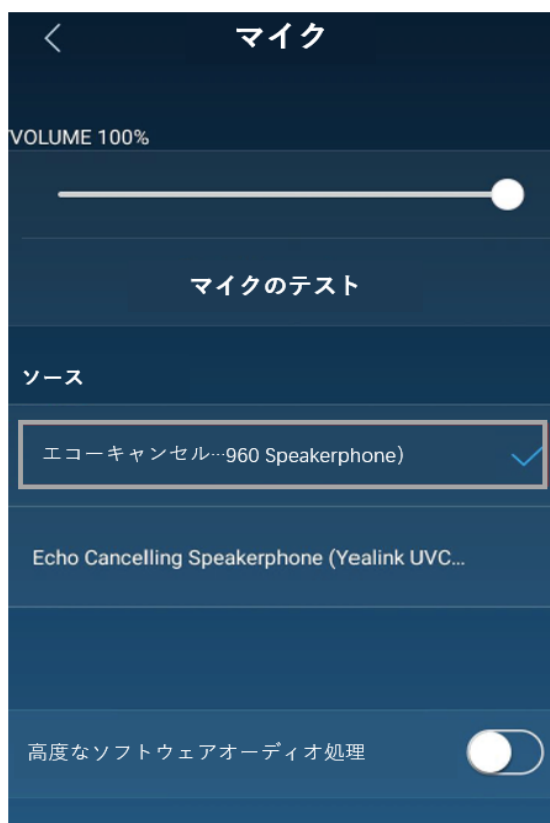 マイク
VOLUME 100%
マイクのテスト
ソース
エコーキャンセル…960 Speakerphone)
Echo Cancelling Speakerphone (Yealink UVC...
高度なソフトウェアオーディオ処理